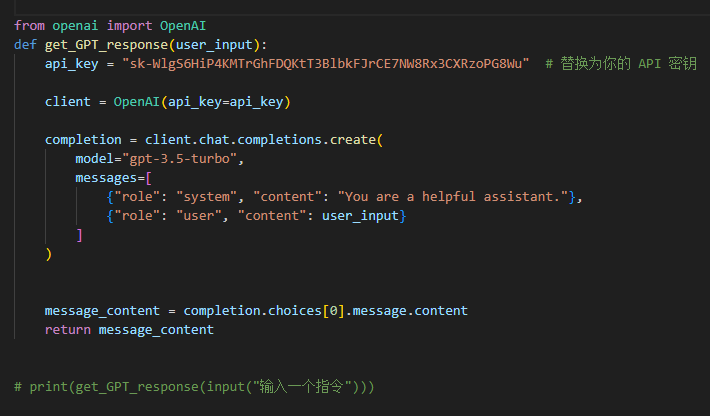 from openai import OpenAI
def get_GPT_response(user_input):
api_key = "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" # 替换为你的 API 密钥
client = OpenAI(api_key=api_key)
completion = client.chat.completions.create(
model="gpt-3.5-turbo",
messages=[
{"role": "system", "content": "You are a helpful assistant."},
{"role": "user", "content": user_input}
]
)
message_content = completion.choices[0].message.content
return message_content
# print(get_GPT_response(input("输入一个指令")))